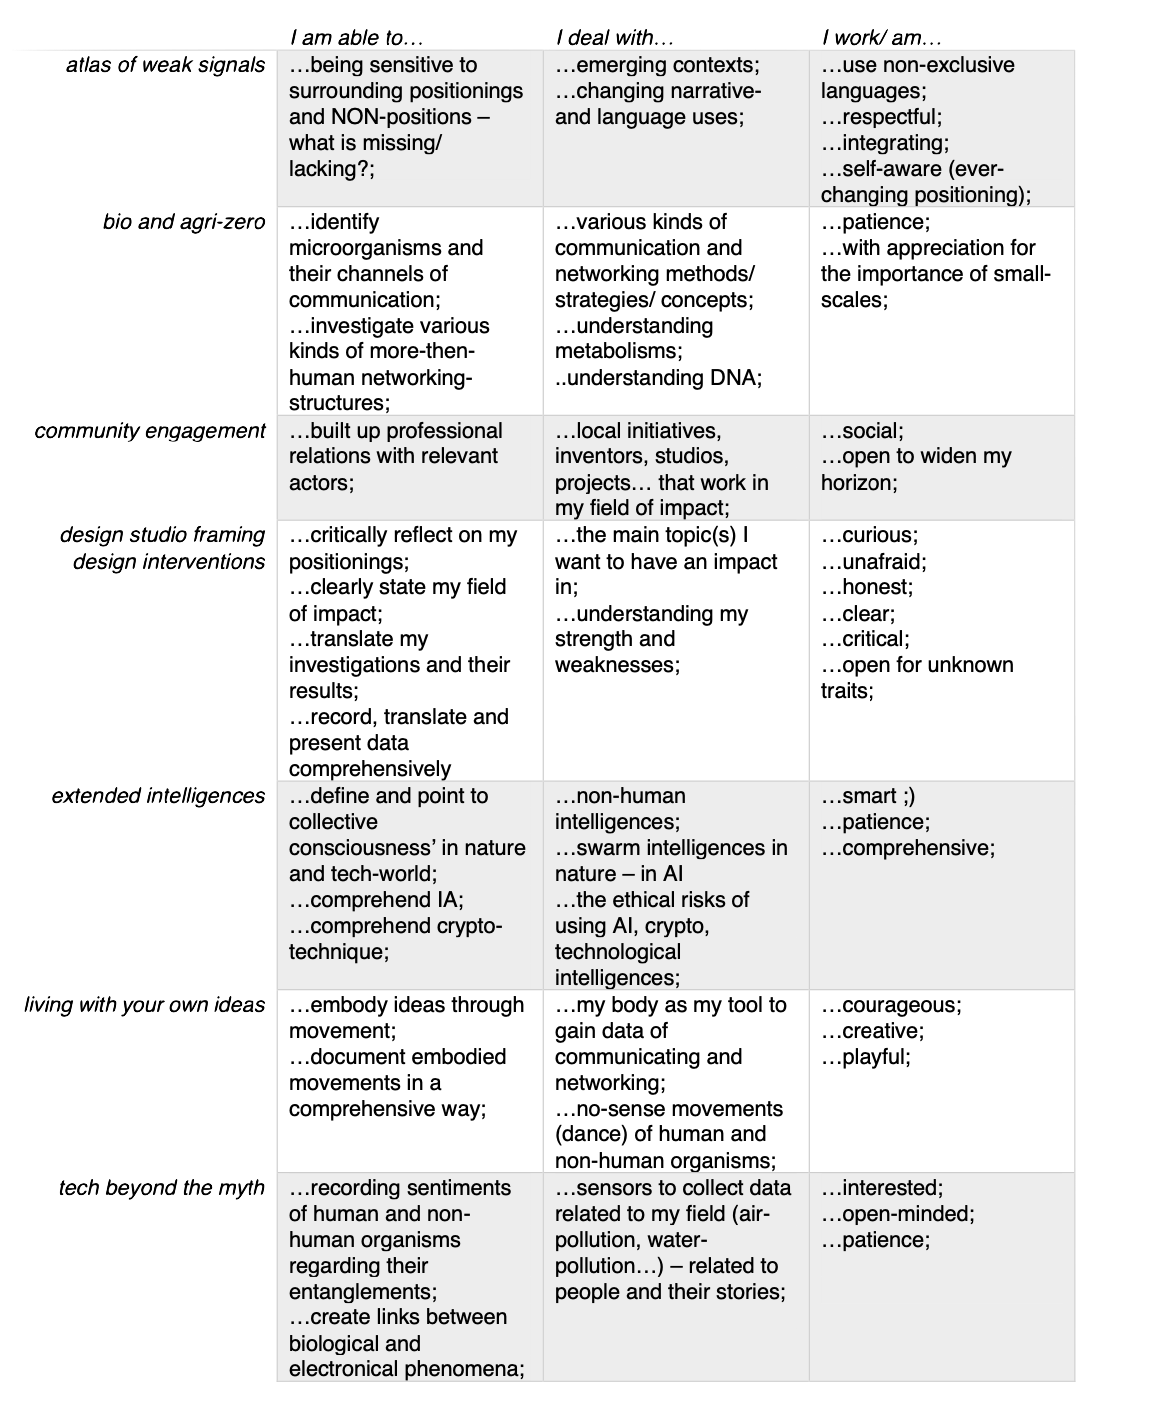 I am able to…
I deal with…
I work/ am…
atlas of weak signals
…being sensitive to
surrounding positionings
and NON-positions –
what is missing/
lacking?;
…emerging contexts;
…changing narrative-
and language uses;
…use non-exclusive
languages;
…respectful;
…integrating;
…self-aware (ever-
changing positioning);
bio and agri-zero
…identify
microorganisms and
their channels of
communication;
…investigate various
kinds of more-then-
human networking-
structures;
…various kinds of
communication and
networking methods/
strategies/ concepts;
…understanding
metabolisms;
..understanding DNA;
…patience;
…with appreciation for
the importance of small-
scales;
community engagement
…built up professional
relations with relevant
actors;
…local initiatives,
inventors, studios,
projects… that work in
my field of impact;
…social;
…open to widen my
horizon;
design studio framing
design interventions
…critically reflect on my
positionings;
…clearly state my field
of impact;
…translate my
investigations and their
results;
…record, translate and
present data
comprehensively
…the main topic(s) I
want to have an impact
in;
…understanding my
strength and
weaknesses;
…curious;
…unafraid;
…honest;
…clear;
…critical;
…open for unknown
traits;
extended intelligences
…define and point to
collective
consciousness’ in nature
and tech-world;
…comprehend IA;
…comprehend crypto-
technique;
…non-human
intelligences;
…swarm intelligences in
nature – in AI
…the ethical risks of
using AI, crypto,
technological
intelligences;
…smart ;)
…patience;
…comprehensive;
living with your own ideas
…embody ideas through
movement;
…document embodied
movements in a
comprehensive way;
…my body as my tool to
gain data of
communicating and
networking;
…no-sense movements
(dance) of human and
non-human organisms;
…courageous;
…creative;
…playful;
tech beyond the myth
…recording sentiments
of human and non-
human organisms
regarding their
entanglements;
…create links between
biological and
electronical phenomena;
…sensors to collect data
related to my field (air-
pollution, water-
pollution…) – related to
people and their stories;
…interested;
…open-minded;
…patience;